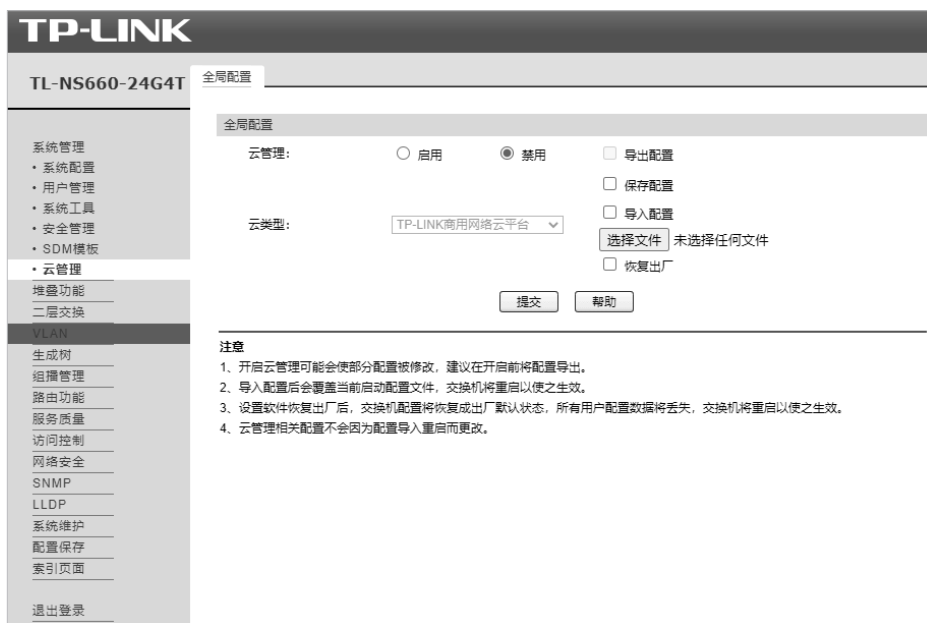 TP-LINK
TL-NS660-24G4T
全局配置
系统管理
• 系统配置
• 用户管理
• 系统工具
• 安全管理
• SDM模板
• 云管理
堆叠功能
二层交换
VLAN
生成树
组播管理
路由功能
服务质量
访问控制
网络安全
SNMP
LLDP
系统维护
配置保存
索引页面
退出登录
全局配置
云管理： 启用 禁用 导出配置
保存配置
云类型： TP-LINK商用网络云平台 导入配置
选择文件 未选择任何文件
恢复出厂
提交 帮助
注意
1、开启云管理可能会使部分配置被修改，建议在开启前将配置导出。
2、导入配置后会覆盖当前启动配置文件，交换机将重启以使之生效。
3、设置软件恢复出厂后，交换机配置将恢复成出厂默认状态，所有用户配置数据将丢失，交换机将重启以使之生效。
4、云管理相关配置不会因为配置导入重启而更改。